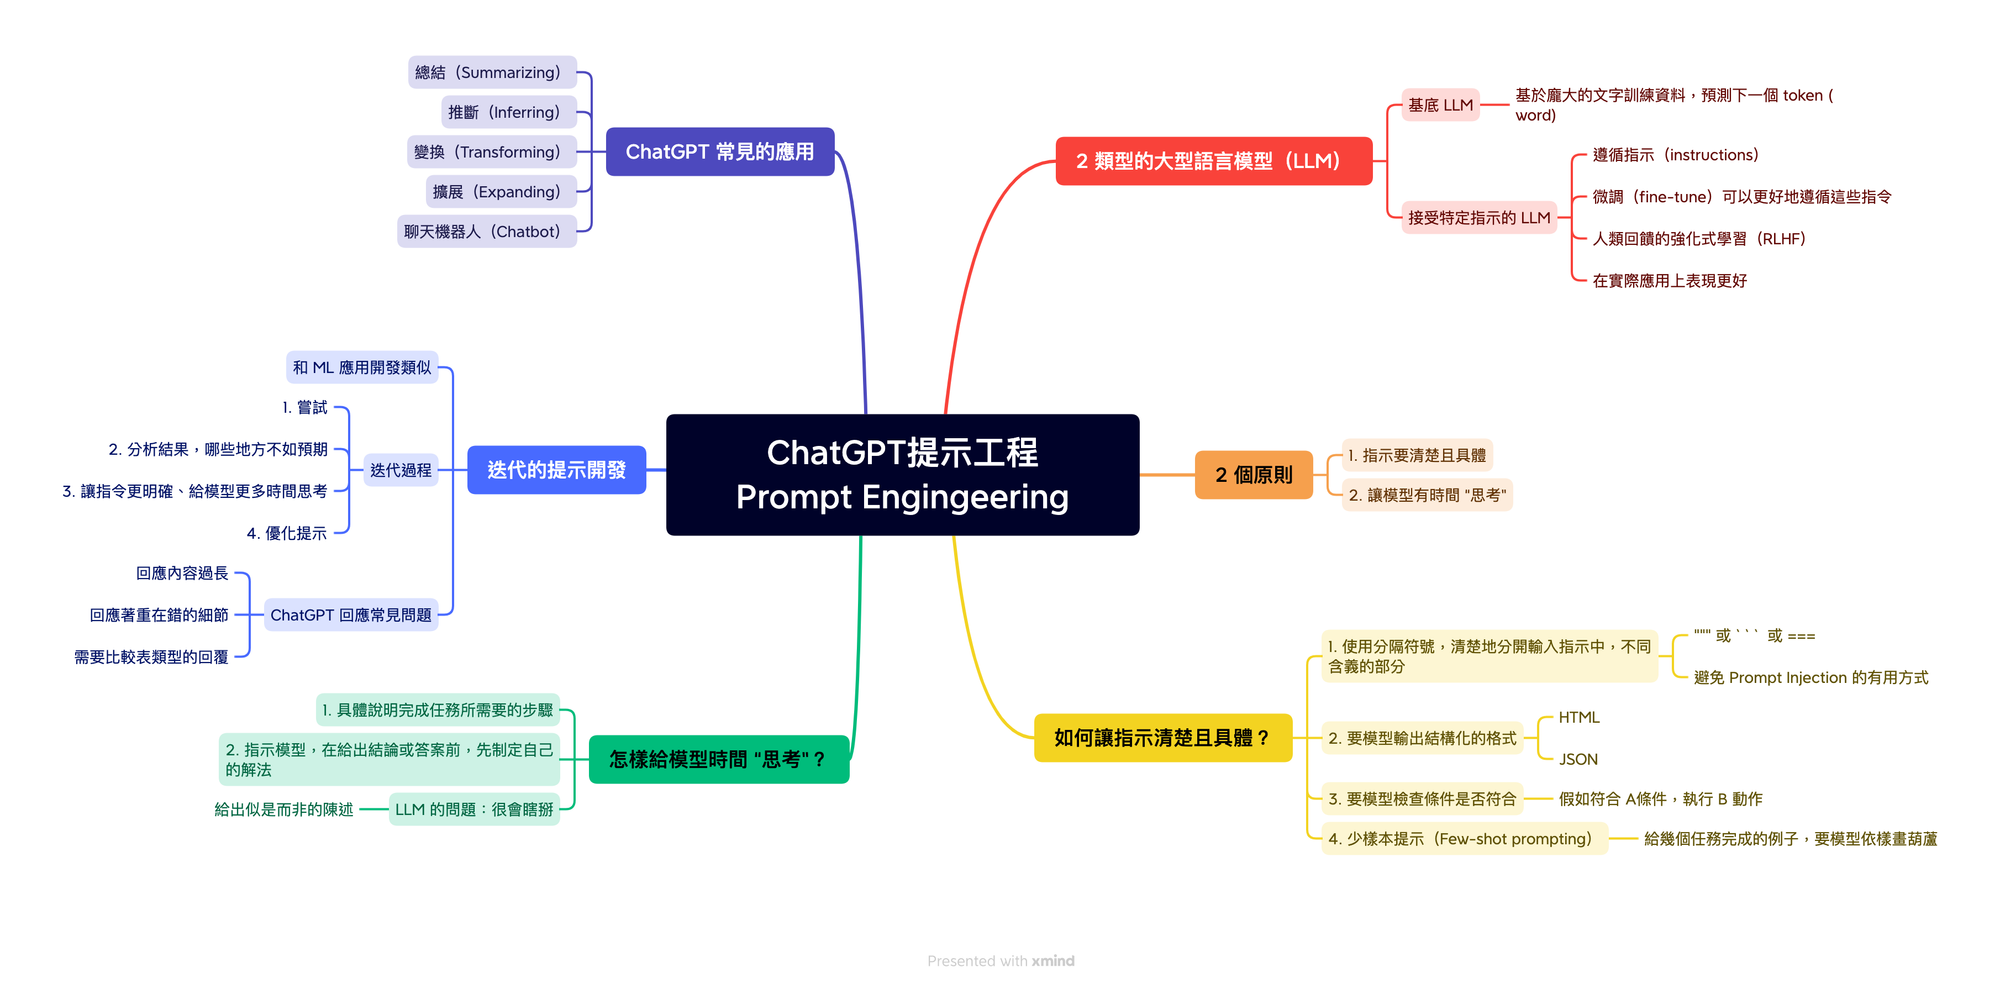 ChatGPT提示工程
Prompt Engingeering
2 類型的大型語言模型（LLM）
基底 LLM
基於龐大的文字訓練資料，預測下一個 token (
word)
接受特定指示的 LLM
遵循指示（instructions）
微調（fine-tune）可以更好地遵循這些指令
人類回饋的強化式學習（RLHF）
在實際應用上表現更好
2 個原則
1. 指示要清楚且具體
2. 讓模型有時間 "思考"
如何讓指示清楚且具體？
1. 使用分隔符號，清楚地分開輸入指示中，不同
含義的部分
""" 或 ``` 或 ===
避免 Prompt Injection 的有用方式
2. 要模型輸出結構化的格式
HTML
JSON
3. 要模型檢查條件是否符合
假如符合 A條件，執行 B 動作
4. 少樣本提示（Few-shot prompting）
給幾個任務完成的例子，要模型依樣畫葫蘆
ChatGPT 常見的應用
總結（Summarizing）
推斷（Inferring）
變換（Transforming）
擴展（Expanding）
聊天機器人（Chatbot）
迭代的提示開發
和 ML 應用開發類似
迭代過程
1. 嘗試
2. 分析結果，哪些地方不如預期
3. 讓指令更明確、給模型更多時間思考
4. 優化提示
ChatGPT 回應常見問題
回應內容過長
回應著重在錯的細節
需要比較表類型的回覆
怎樣給模型時間 "思考"？
1. 具體說明完成任務所需要的步驟
2. 指示模型，在給出結論或答案前，先制定自己
的解法
LLM 的問題：很會瞎掰
給出似是而非的陳述
Presented with xmind